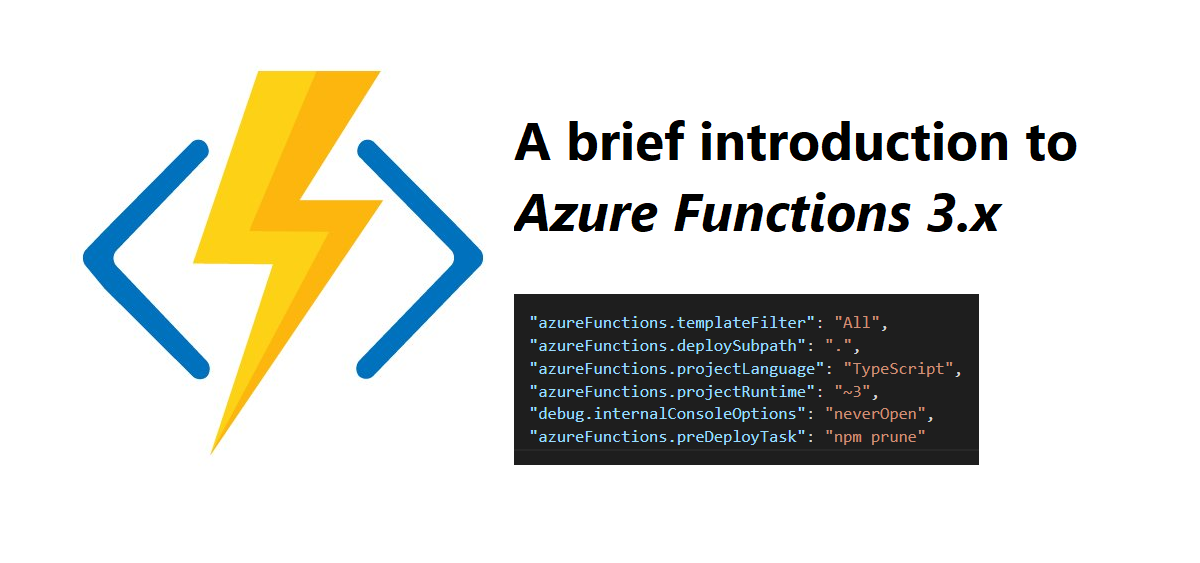 A brief introduction to
Azure Functions 3.x
"azureFunctions.templateFilter": "All",
"azureFunctions.deploySubpath": ".",
"azureFunctions.projectLanguage": "TypeScript",
"azureFunctions.projectRuntime": "~3",
"debug.internalConsoleOptions": "neverOpen",
"azureFunctions.preDeployTask": "npm prune"